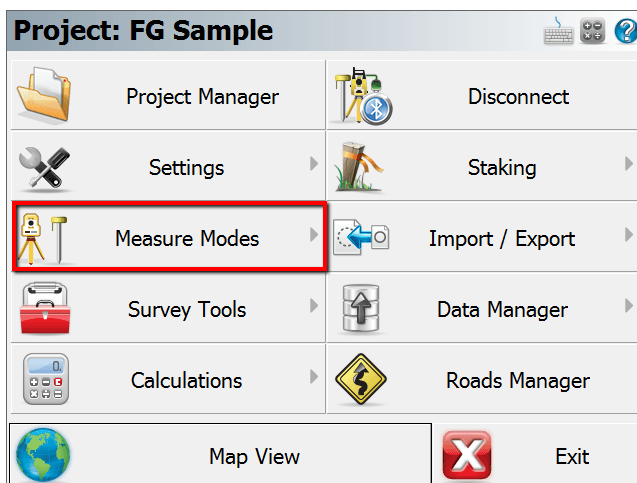 Project: FG Sample
Project Manager
Disconnect
Settings
Staking
Measure Modes
Import / Export
Survey Tools
Data Manager
Calculations
Roads Manager
Map View
Exit